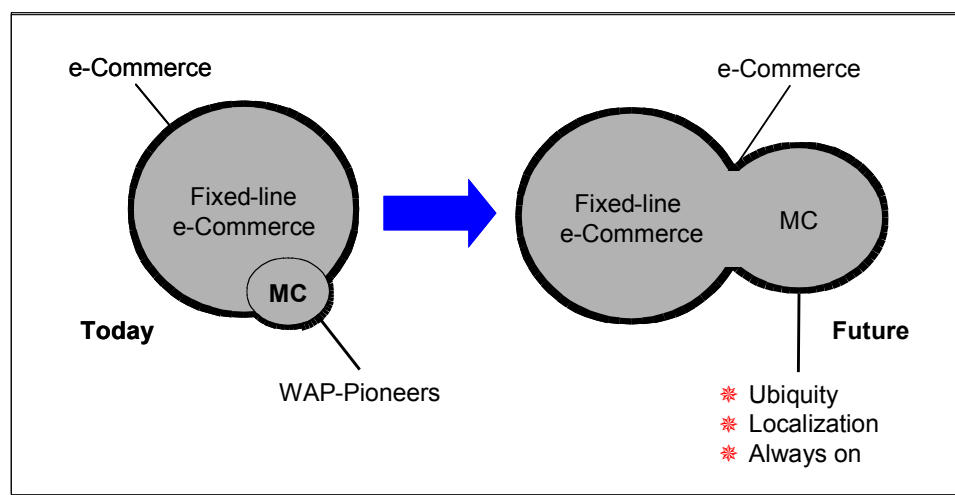 e-Commerce
Fixed-line
e-Commerce
MC
Today
WAP-Pioneers
e-Commerce
Fixed-line
e-Commerce
MC
Future
Ubiquity
Localization
Always on